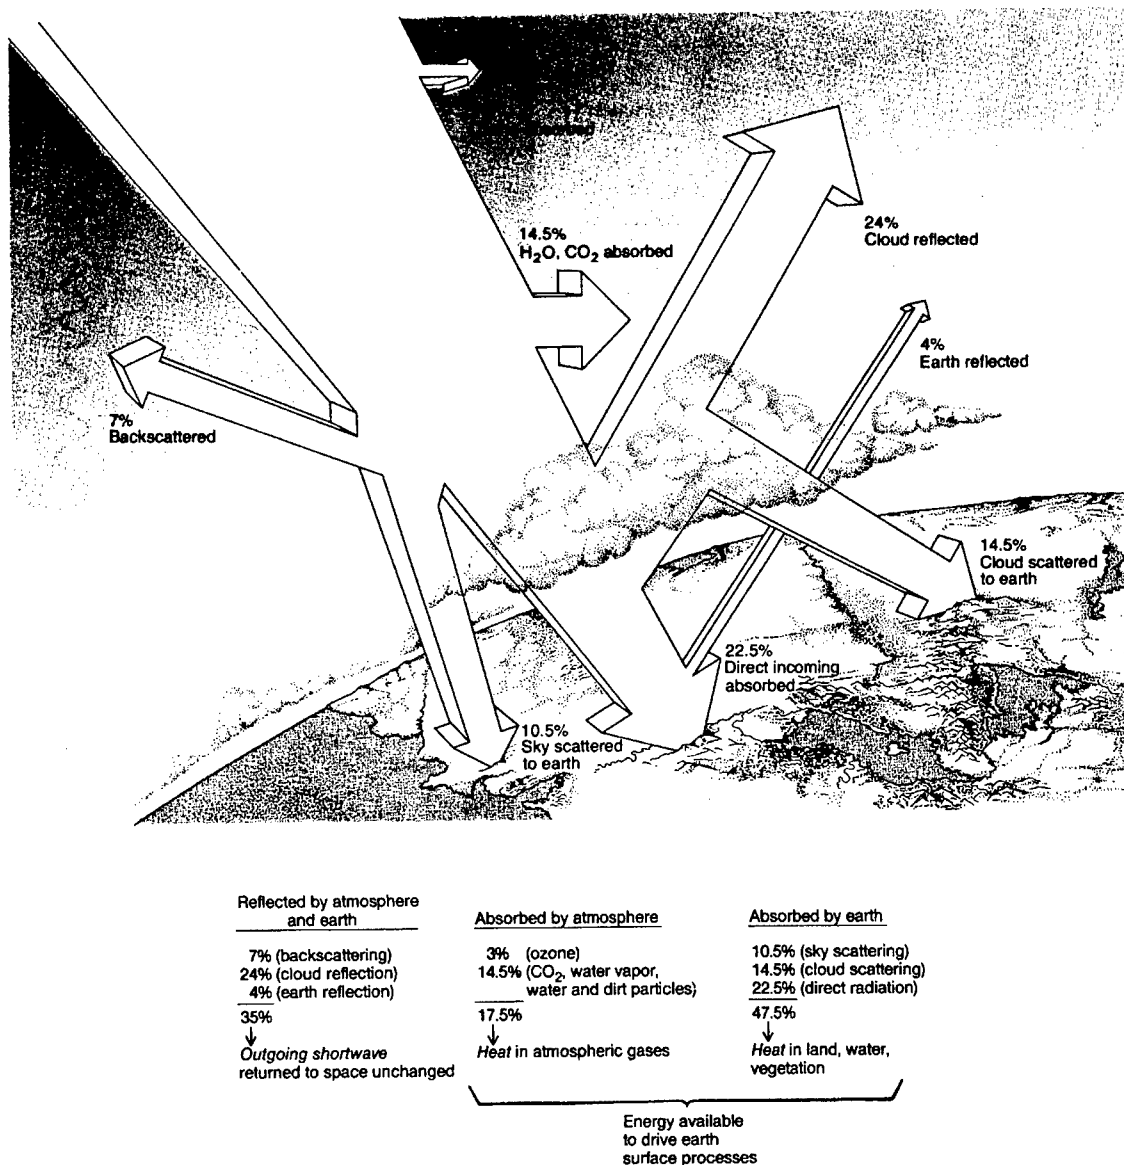 14.5%
H₂O, CO₂ absorbed
24%
Cloud reflected
4%
Earth reflected
7%
Backscattered
14.5%
Cloud scattered
to earth
22.5%
Direct incoming
absorbed
10.5%
Sky scattered
to earth
Reflected by atmosphere
and earth
7% (backscattering)
24% (cloud reflection)
4% (earth reflection)
35%
Outgoing shortwave
returned to space unchanged
Absorbed by atmosphere
3% (ozone)
14.5% (CO₂, water vapor,
water and dirt particles)
17.5%
Heat in atmospheric gases
Absorbed by earth
10.5% (sky scattering)
14.5% (cloud scattering)
22.5% (direct radiation)
47.5%
Heat in land, water,
vegetation
Energy available
to drive earth
surface processes